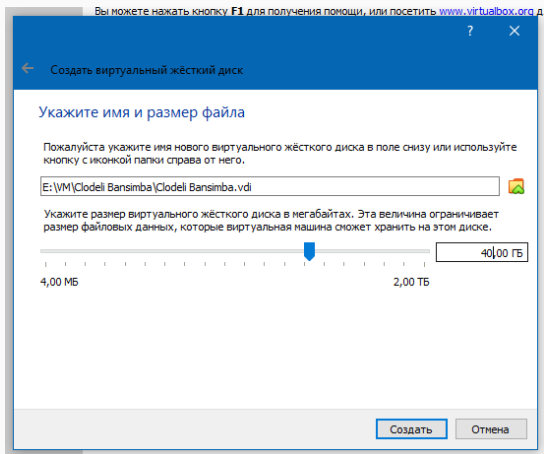 Вы можете нажать кнопку F1 для получения помощи, или посетить www.virtualbox.org д
?
Создать виртуальный жёсткий диск
Укажите имя и размер файла
Пожалуйста укажите имя нового виртуального жёсткого диска в поле снизу или используйте
кнопку с иконкой папки справа от него.
E:\VM\Clodeli Bansimba\Clodeli Bansimba.vdi
Укажите размер виртуального жёсткого диска в мегабайтах. Эта величина ограничивает
размер файловых данных, которые виртуальная машина сможет хранить на этом диске.
40,00 ГБ
4,00 МБ 2,00 ТБ
Создать Отмена